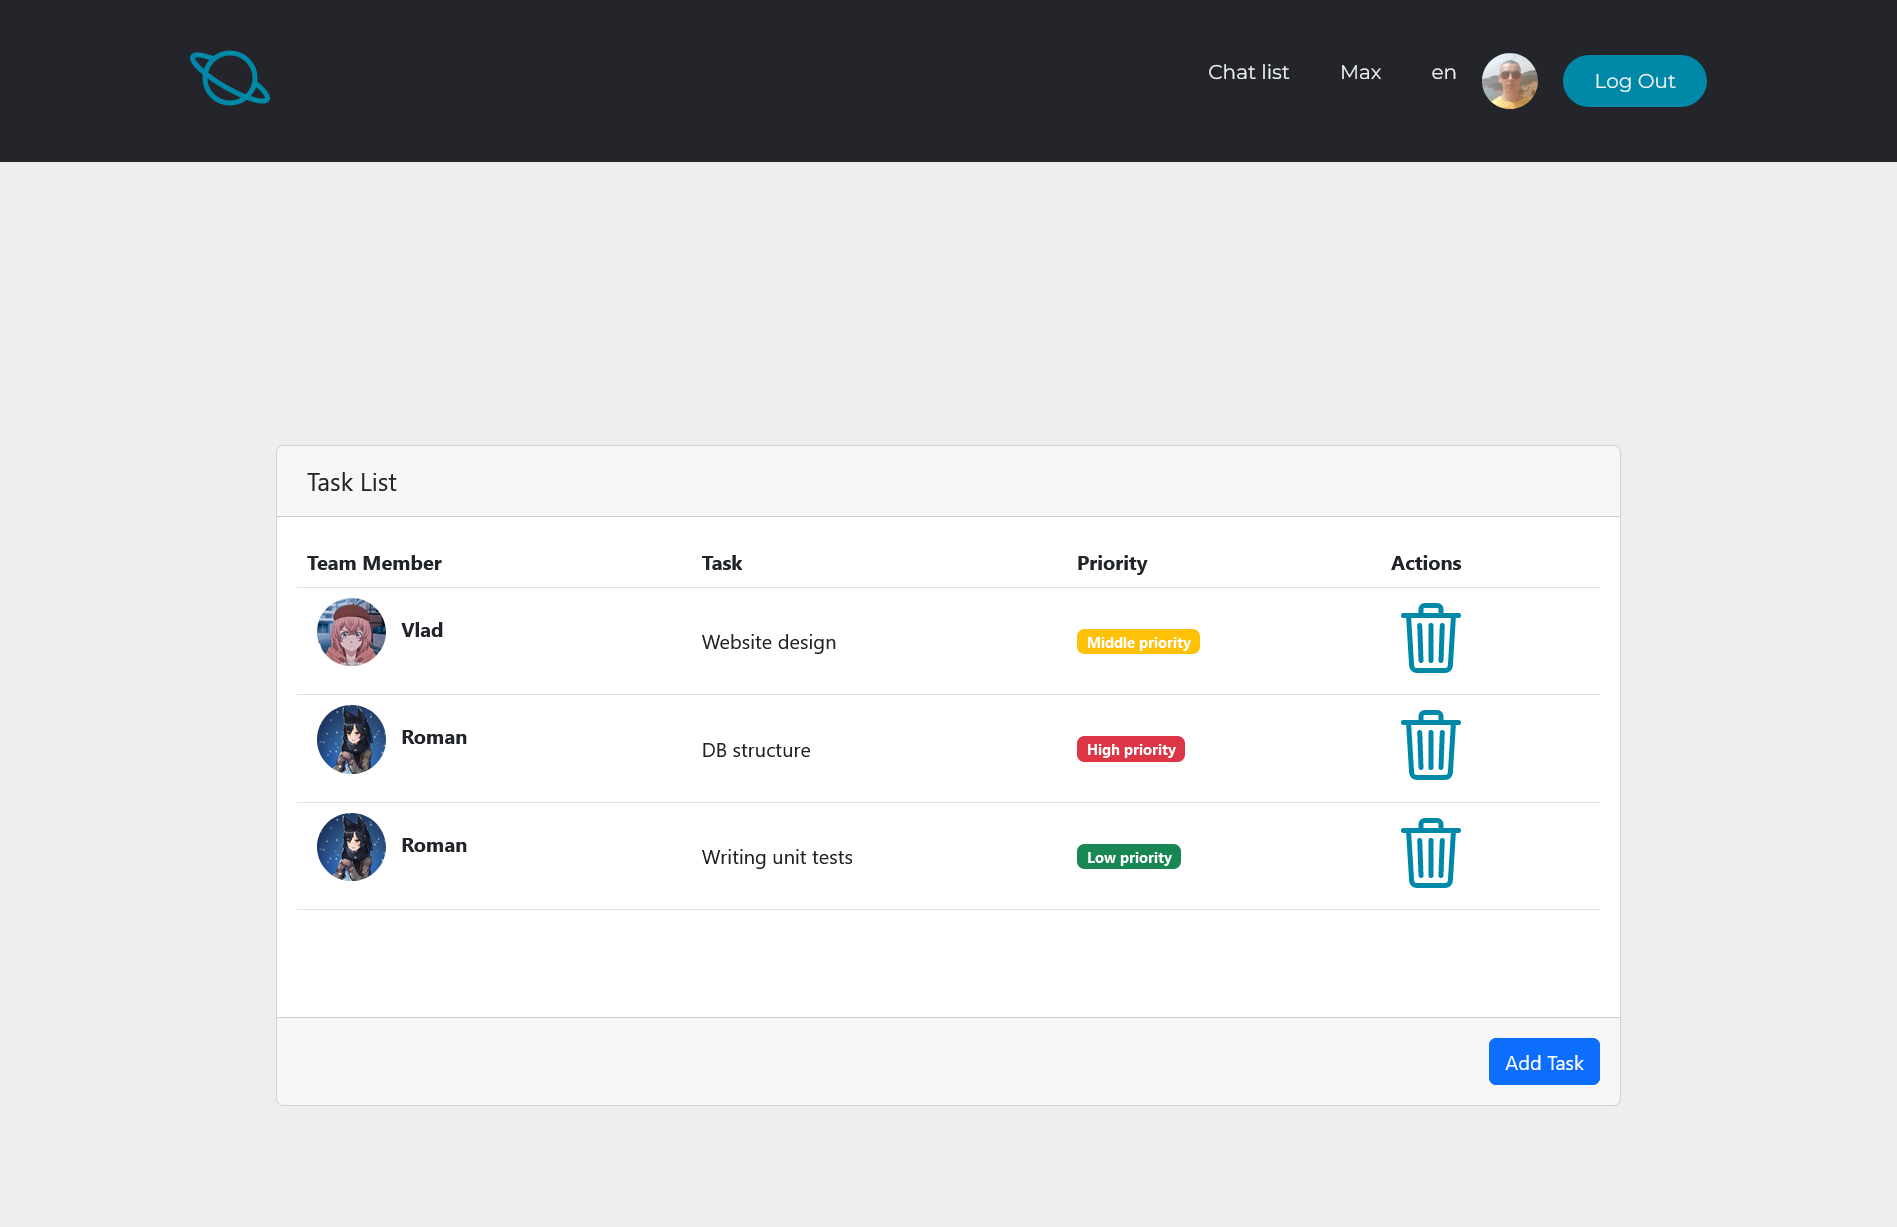 Chat list Max en Log Out
Task List
Team Member Task Priority Actions
Vlad Website design Middle priority
Roman DB structure High priority
Roman Writing unit tests Low priority
Add Task